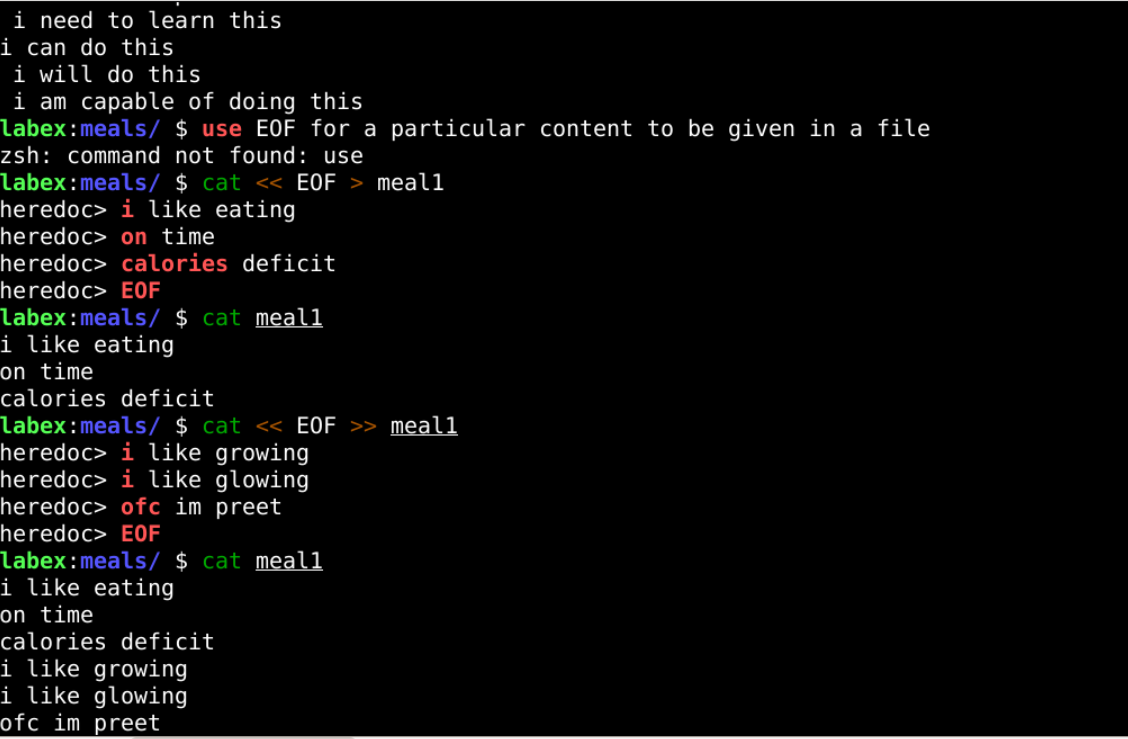 i need to learn this
i can do this
i will do this
i am capable of doing this
labex:meals/ $ use EOF for a particular content to be given in a file
zsh: command not found: use
labex:meals/ $ cat << EOF > meal1
heredoc> i like eating
heredoc> on time
heredoc> calories deficit
heredoc> EOF
labex:meals/ $ cat meal1
i like eating
on time
calories deficit
labex:meals/ $ cat << EOF >> meal1
heredoc> i like growing
heredoc> i like glowing
heredoc> ofc im preet
heredoc> EOF
labex:meals/ $ cat meal1
i like eating
on time
calories deficit
i like growing
i like glowing
ofc im preet